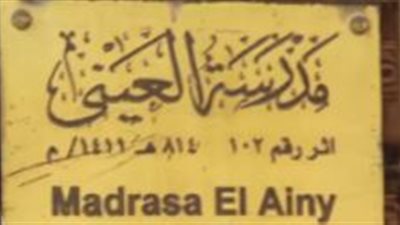 مدرسة العيني
اثر رقم ١٠٢ ٨١٤ هـ /١٤١١ م
Madrasa El Ainy